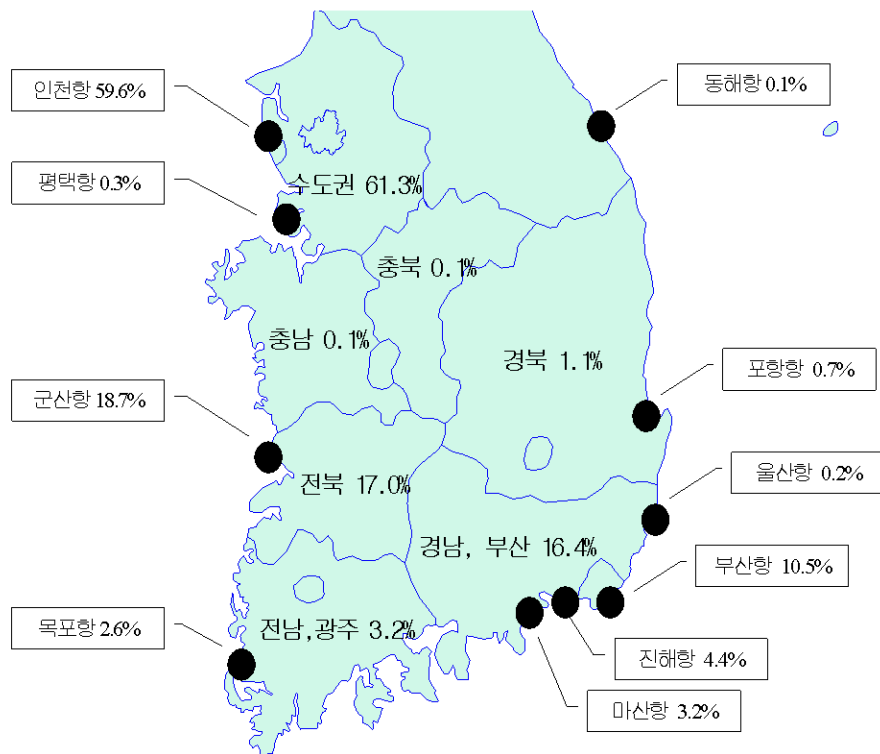 인천항 59.6%
동해항 0.1%
평택항 0.3%
수도권 61.3%
충북 0.1%
충남 0.1%
경북 1.1%
포항항 0.7%
군산항 18.7%
울산항 0.2%
전북 17.0%
경남, 부산 16.4%
부산항 10.5%
목포항 2.6%
전남,광주 3.2%
진해항 4.4%
마산항 3.2%